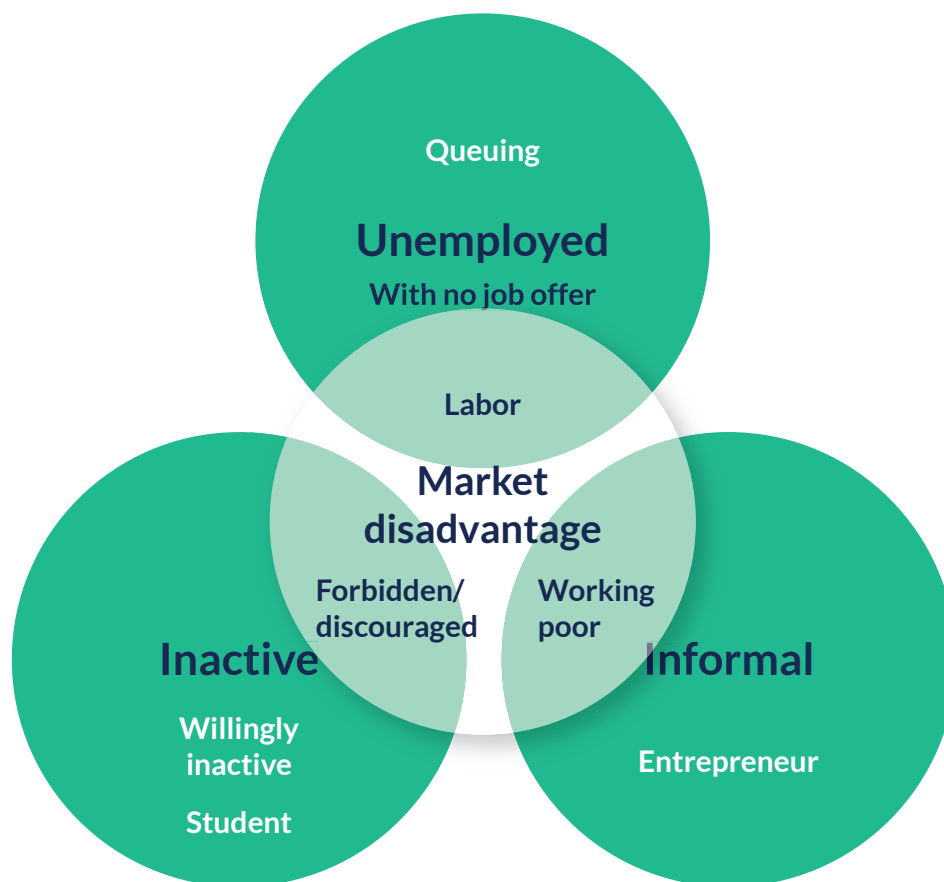 Queuing
Unemployed
With no job offer
Labor
Market
disadvantage
Forbidden/
discouraged
Working
poor
Inactive
Informal
Willingly
inactive
Student
Entrepreneur